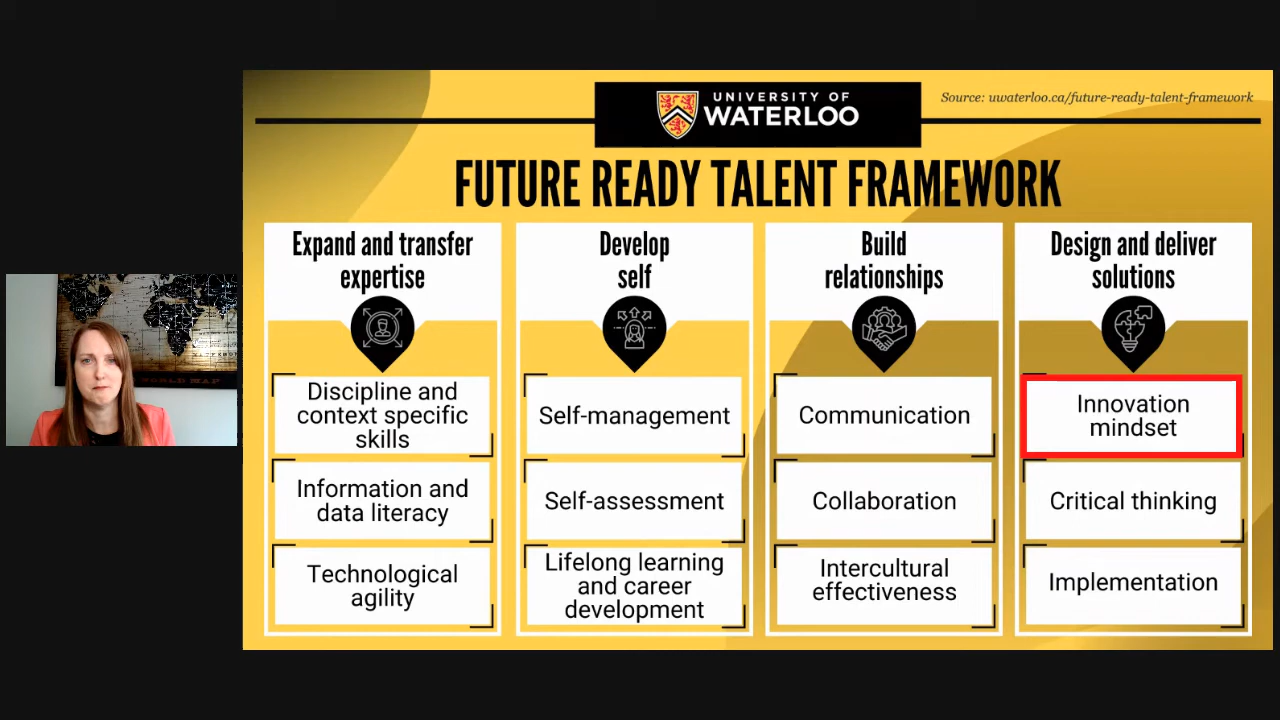 UNIVERSITY OF
WATERLOO
Source: uwaterloo.ca/future-ready-talent-framework
FUTURE READY TALENT FRAMEWORK
Expand and transfer
expertise
Discipline and
context specific
skills
Information and
data literacy
Technological
agility
Develop
self
Self-management
Self-assessment
Lifelong learning
and career
development
Build
relationships
Communication
Collaboration
Intercultural
effectiveness
Design and deliver
solutions
Innovation
mindset
Critical thinking
Implementation
WORLD MAP